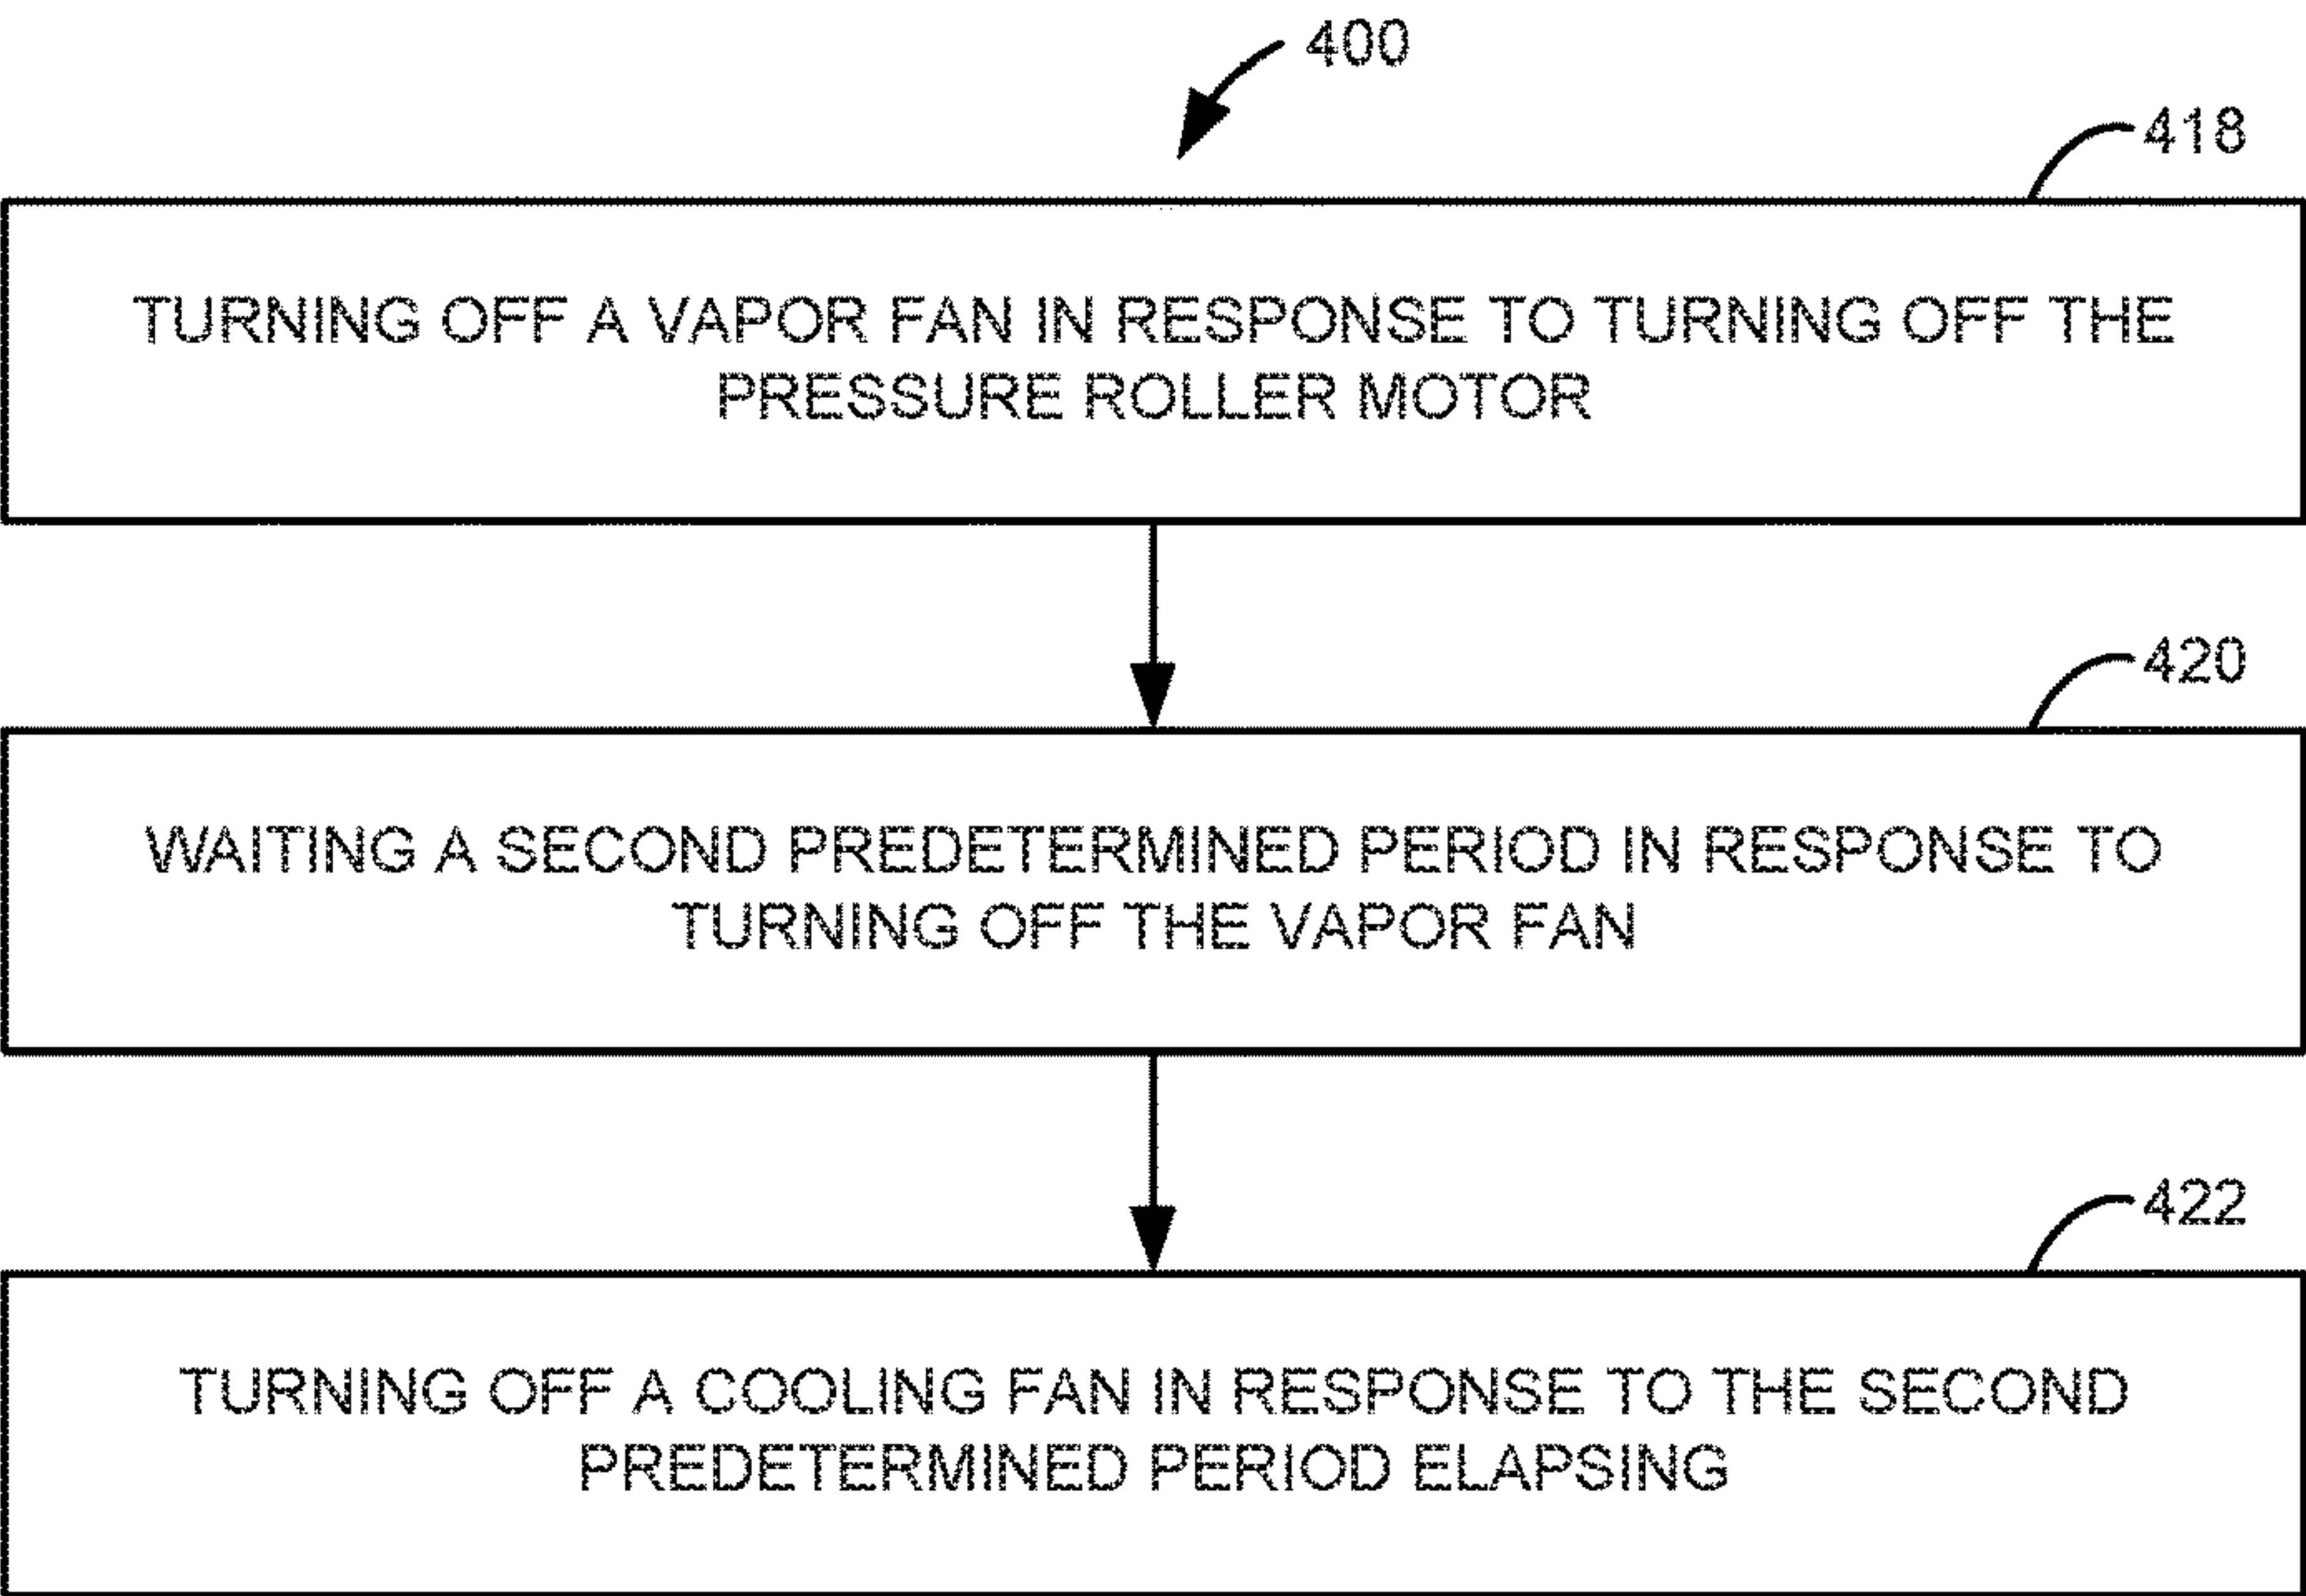 400
418
TURNING OFF A VAPOR FAN IN RESPONSE TO TURNING OFF THE
PRESSURE ROLLER MOTOR
420
WAITING A SECOND PREDETERMINED PERIOD IN RESPONSE TO
TURNING OFF THE VAPOR FAN
422
TURNING OFF A COOLING FAN IN RESPONSE TO THE SECOND
PREDETERMINED PERIOD ELAPSING